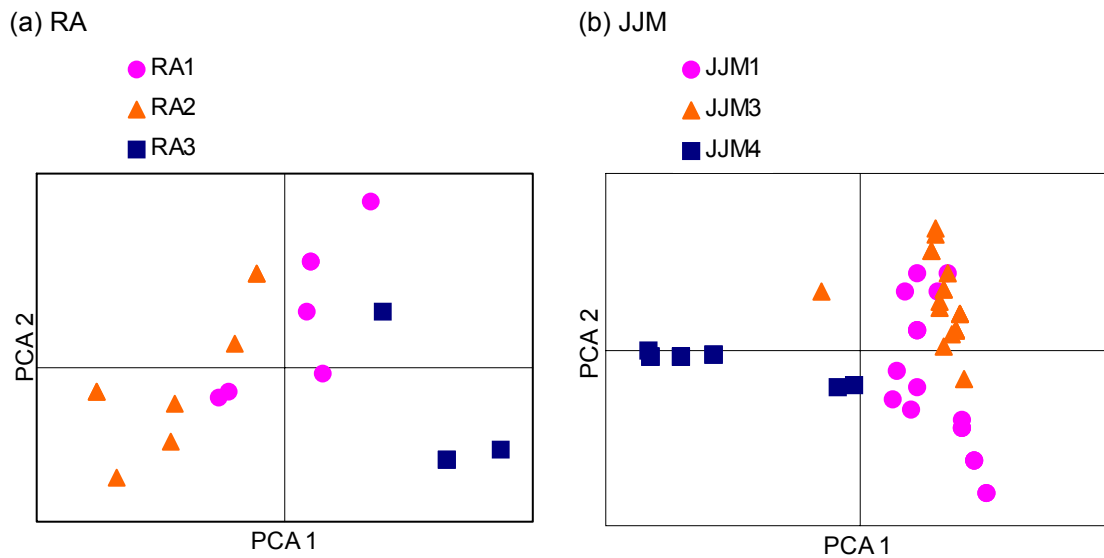 (a) RA
RA1
RA2
RA3
PCA 2
PCA 1
(b) JJM
JJM1
JJM3
JJM4
PCA 2
PCA 1